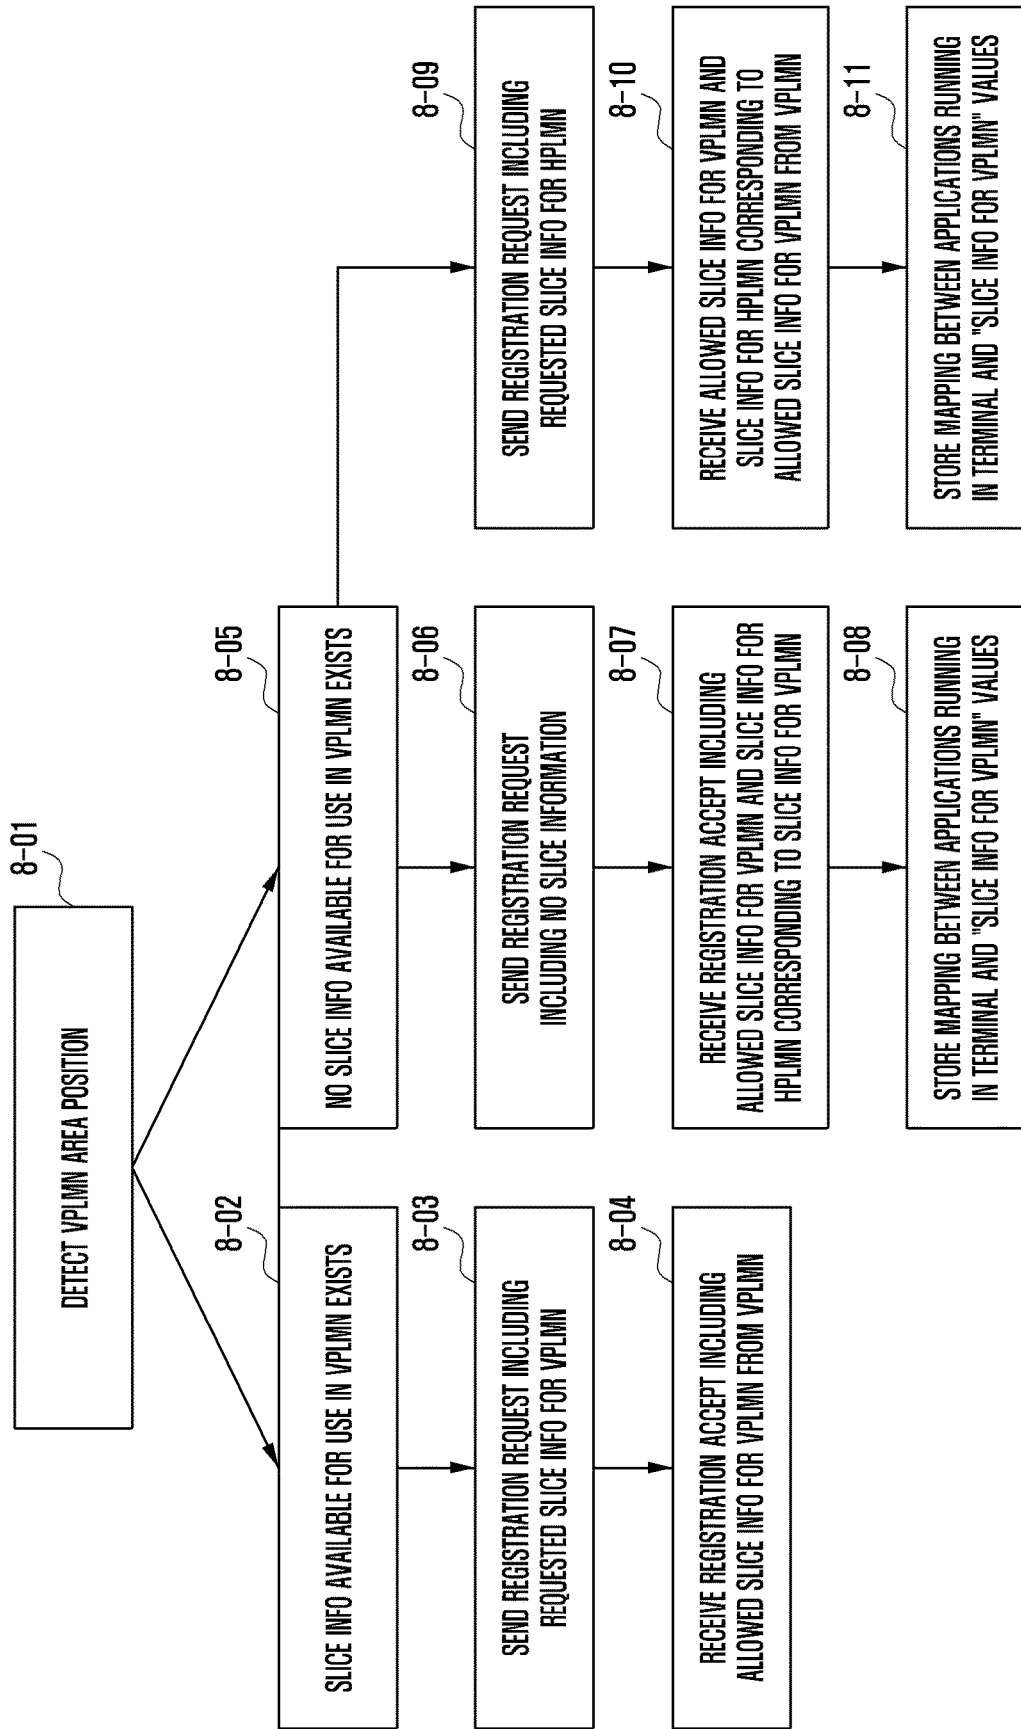 8-01
DETECT VPLMN AREA POSITION
8-02
SLICE INFO AVAILABLE FOR USE IN VPLMN EXISTS
8-03
SEND REGISTRATION REQUEST INCLUDING
REQUESTED SLICE INFO FOR VPLMN
8-04
RECEIVE REGISTRATION ACCEPT INCLUDING
ALLOWED SLICE INFO FOR VPLMN FROM VPLMN
8-05
NO SLICE INFO AVAILABLE FOR USE IN VPLMN EXISTS
8-06
SEND REGISTRATION REQUEST
INCLUDING NO SLICE INFORMATION
8-07
RECEIVE REGISTRATION ACCEPT INCLUDING
ALLOWED SLICE INFO FOR VPLMN AND SLICE INFO FOR
HPLMN CORRESPONDING TO SLICE INFO FOR VPLMN
8-08
STORE MAPPING BETWEEN APPLICATIONS RUNNING
IN TERMINAL AND "SLICE INFO FOR VPLMN" VALUES
8-09
SEND REGISTRATION REQUEST INCLUDING
REQUESTED SLICE INFO FOR HPLMN
8-10
RECEIVE ALLOWED SLICE INFO FOR VPLMN AND
SLICE INFO FOR HPLMN CORRESPONDING TO
ALLOWED SLICE INFO FOR VPLMN FROM VPLMN
8-11
STORE MAPPING BETWEEN APPLICATIONS RUNNING
IN TERMINAL AND "SLICE INFO FOR VPLMN" VALUES